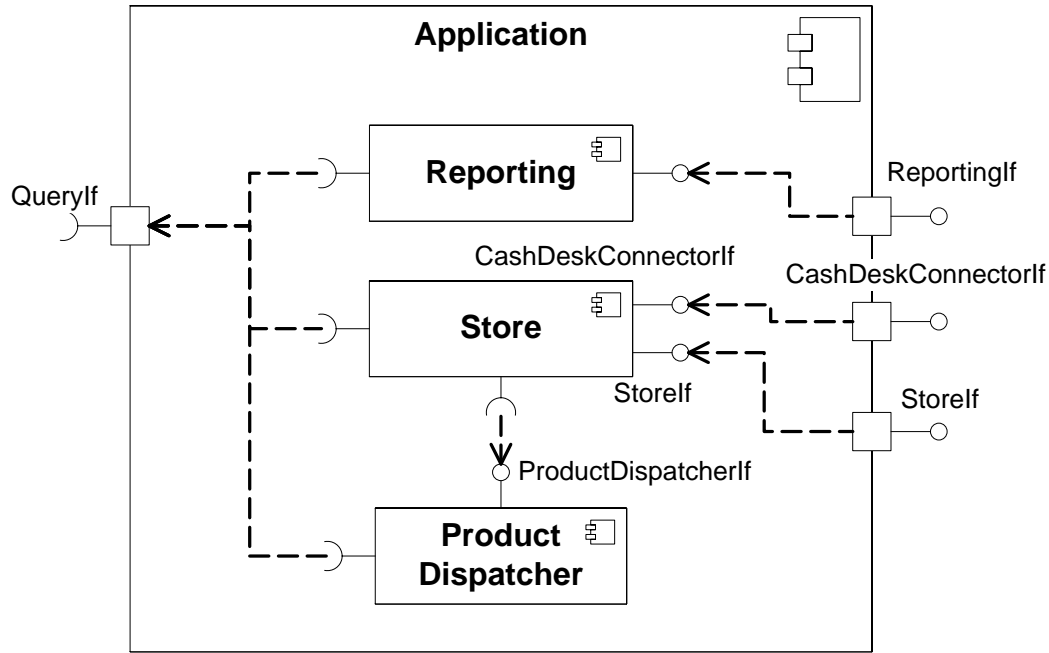 Application
Reporting
QueryIf
ReportingIf
CashDeskConnectorIf
CashDeskConnectorIf
Store
StoreIf
StoreIf
ProductDispatcherIf
Product
Dispatcher